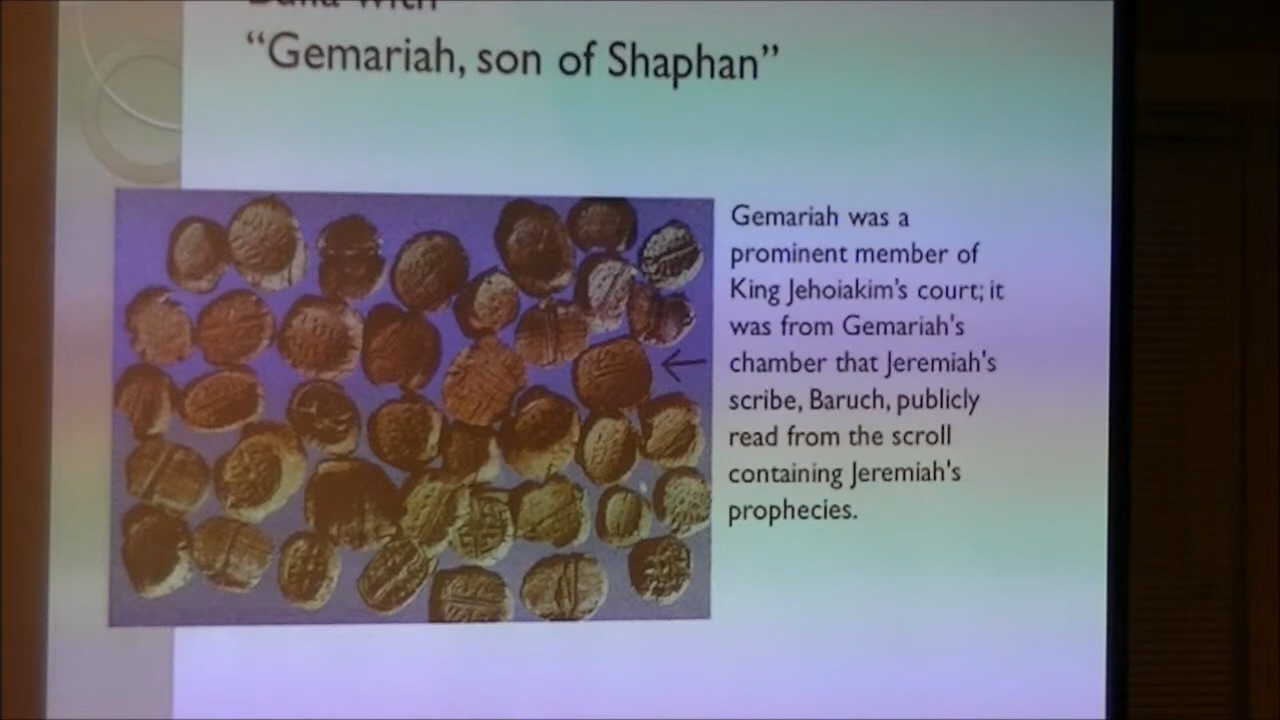 “Gemariah, son of Shaphan”
Gemariah was a
prominent member of
King Jehoiakim's court; it
was from Gemariah's
chamber that Jeremiah's
scribe, Baruch, publicly
read from the scroll
containing Jeremiah's
prophecies.